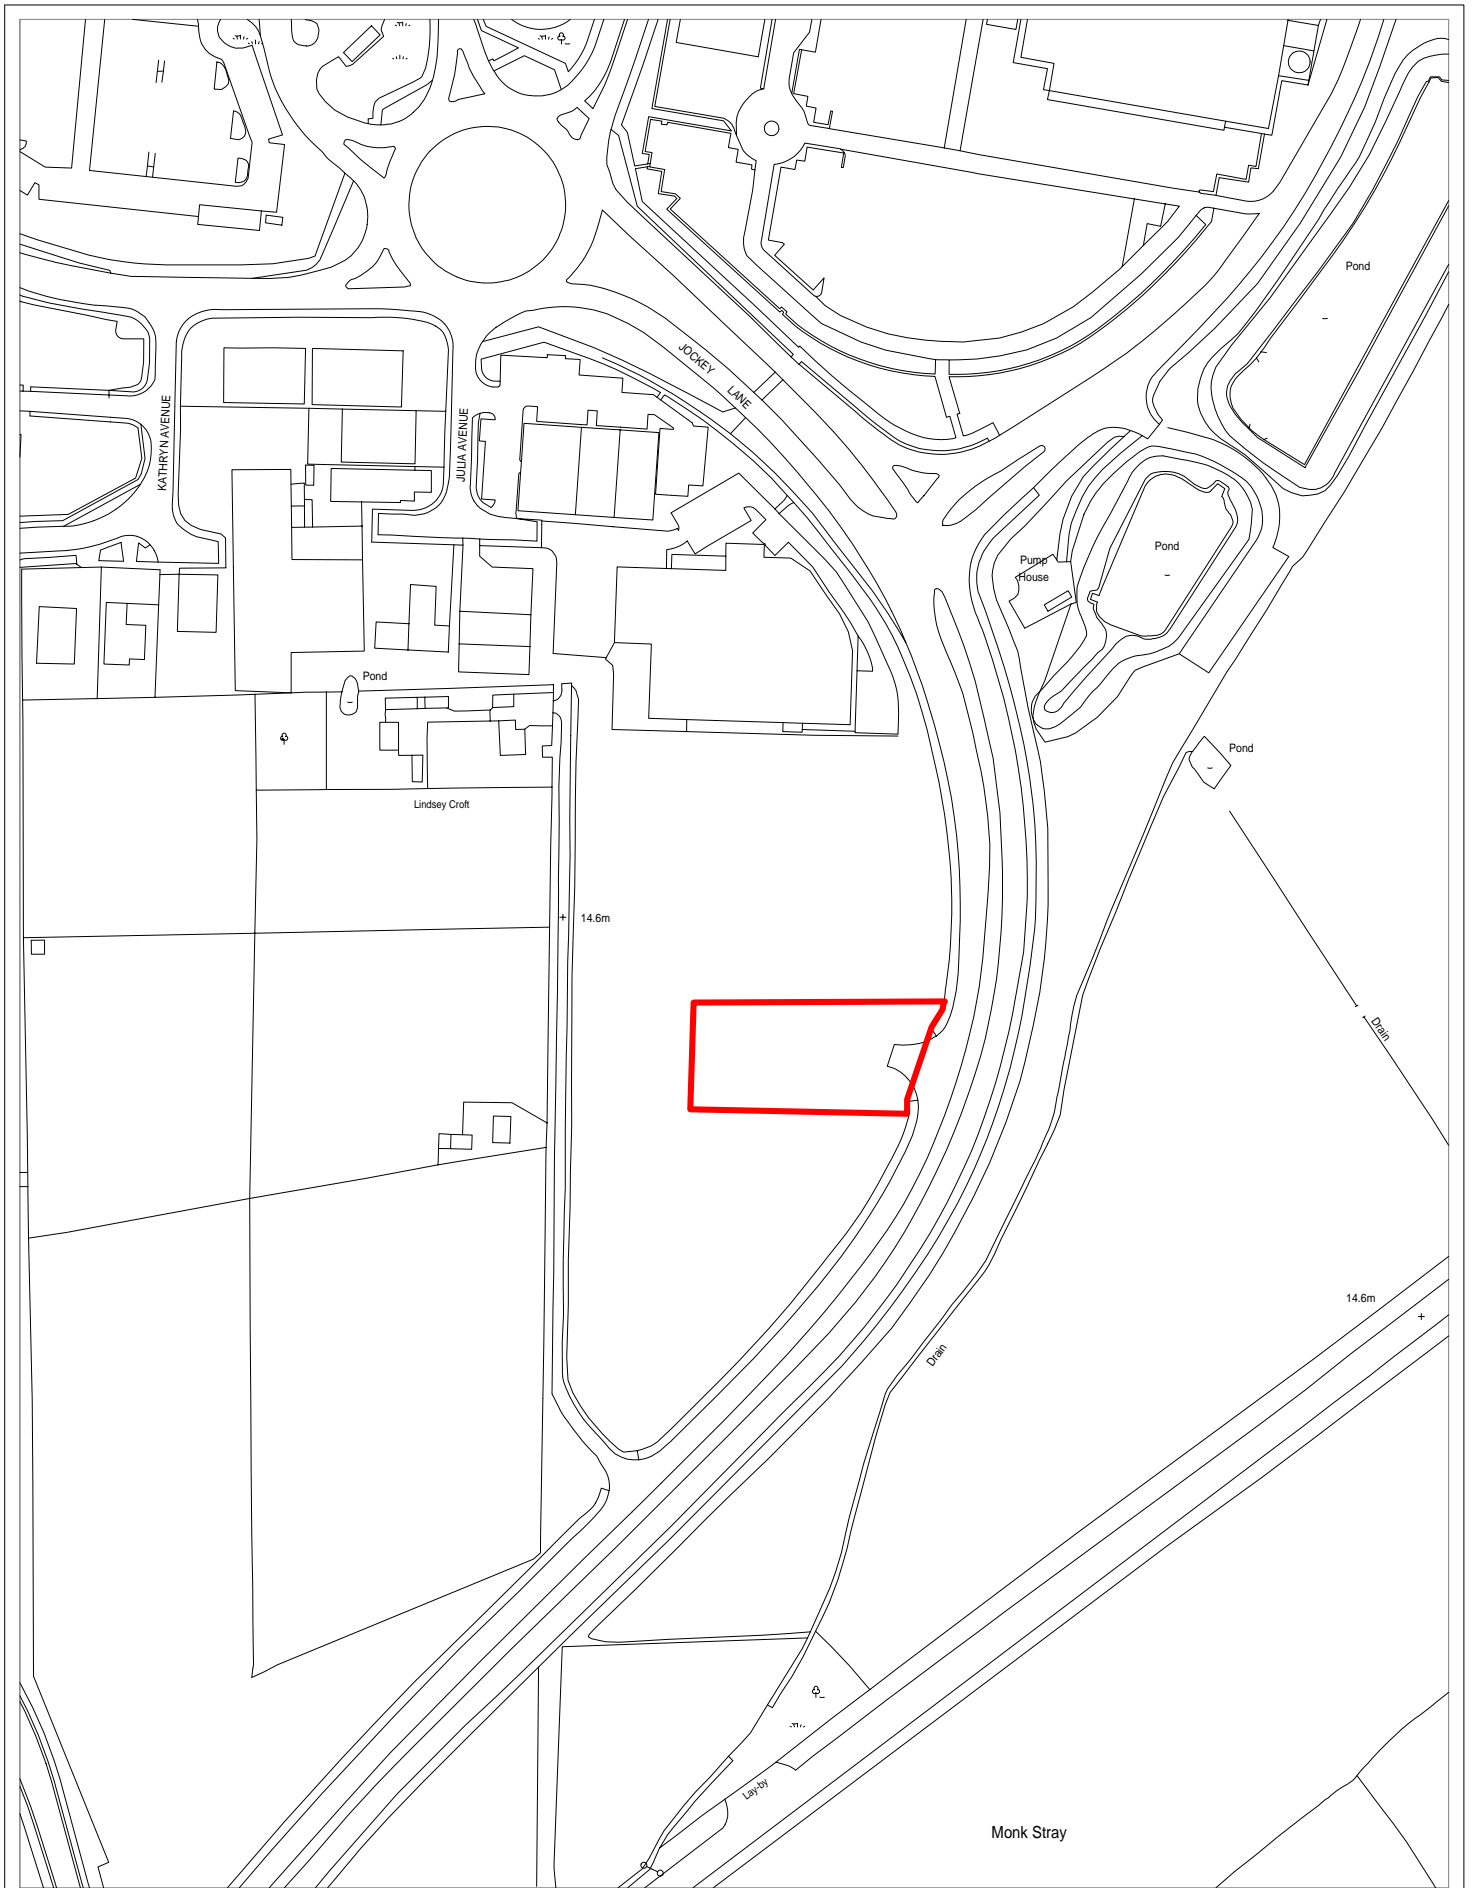 Pond
JOCKEY
LANE
KATHRYN AVENUE
JULIA AVENUE
Pump
House
Pond
Pond
Pond
Lindsey Croft
14.6m
Drain
14.6m
Drain
Lay-by
Monk Stray